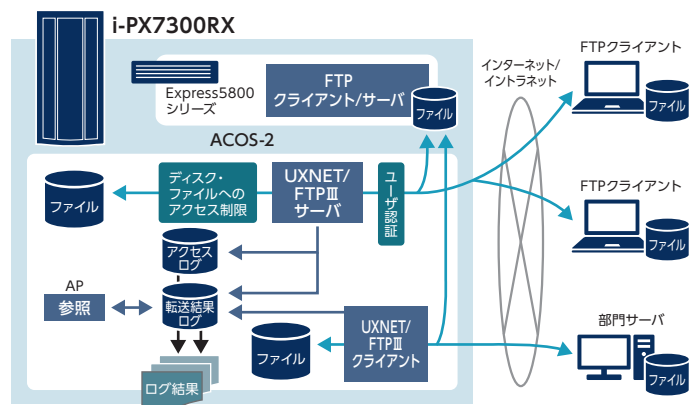 i-PX7300RX
Express5800
シリーズ
FTP
クライアント/サーバ
ファイル
インターネット/
イントラネット
FTPクライアント
ファイル
ACOS-2
ファイル
ディスク・
ファイルへの
アクセス制限
UXNET/
FTPⅢ
サーバ
ユーザ認証
FTPクライアント
ファイル
アクセス
ログ
AP
参照
転送結果
ログ
ログ結果
ファイル
UXNET/
FTPⅢ
クライアント
部門サーバ
ファイル